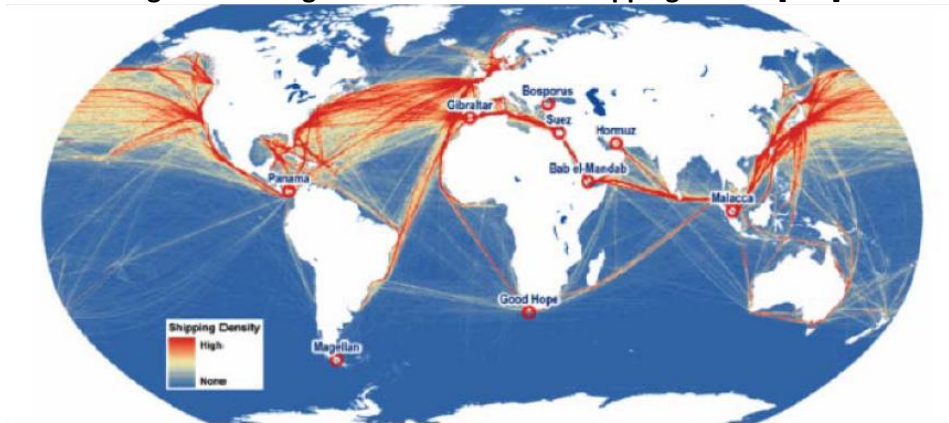 Bosporus
Gibraltar
Suez
Hormuz
Bab el-Mandab
Panama
Malacca
Good Hope
Shipping Density
High
None
Magellan